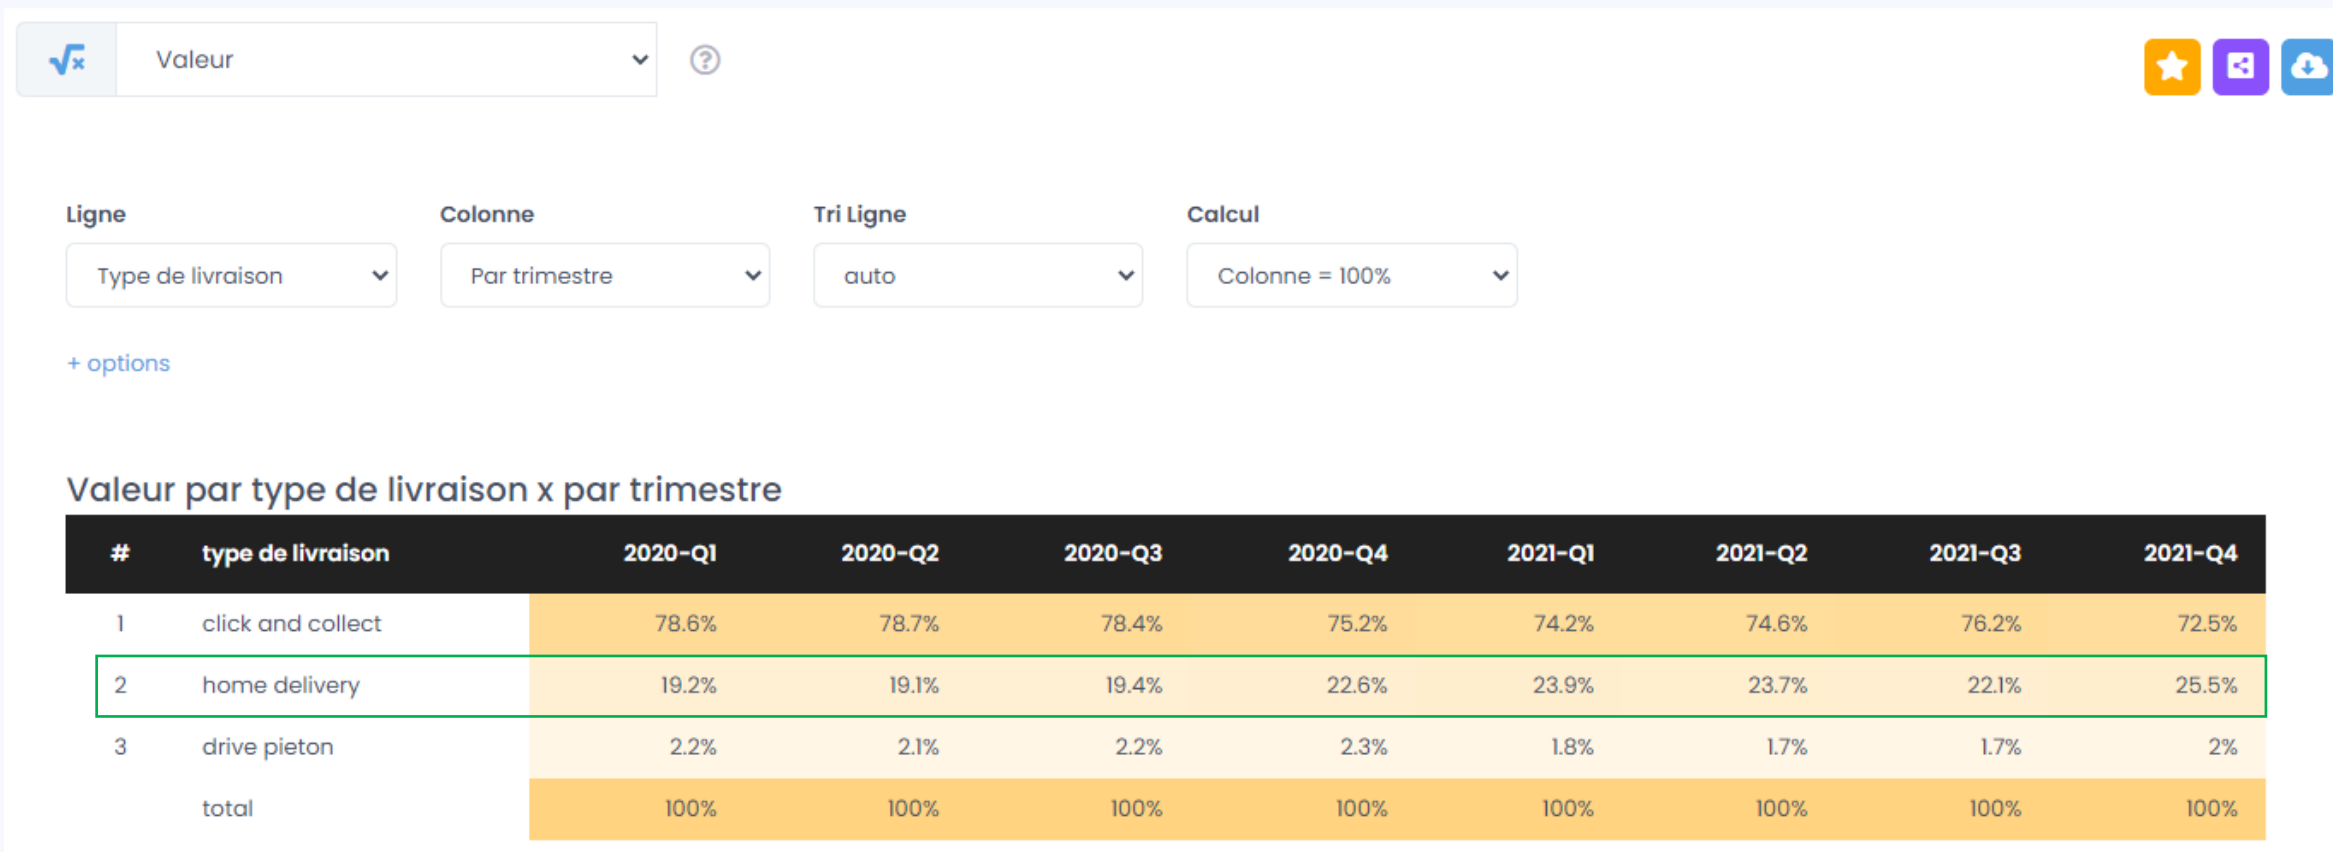 Valeur
Ligne Colonne Tri Ligne Calcul
Type de livraison Par trimestre auto Colonne = 100%
+ options
Valeur par type de livraison x par trimestre
# type de livraison 2020-Q1 2020-Q2 2020-Q3 2020-Q4 2021-Q1 2021-Q2 2021-Q3 2021-Q4
1 click and collect 78.6% 78.7% 78.4% 75.2% 74.2% 74.6% 76.2% 72.5%
2 home delivery 19.2% 19.1% 19.4% 22.6% 23.9% 23.7% 22.1% 25.5%
3 drive pieton 2.2% 2.1% 2.2% 2.3% 1.8% 1.7% 1.7% 2%
total 100% 100% 100% 100% 100% 100% 100% 100%